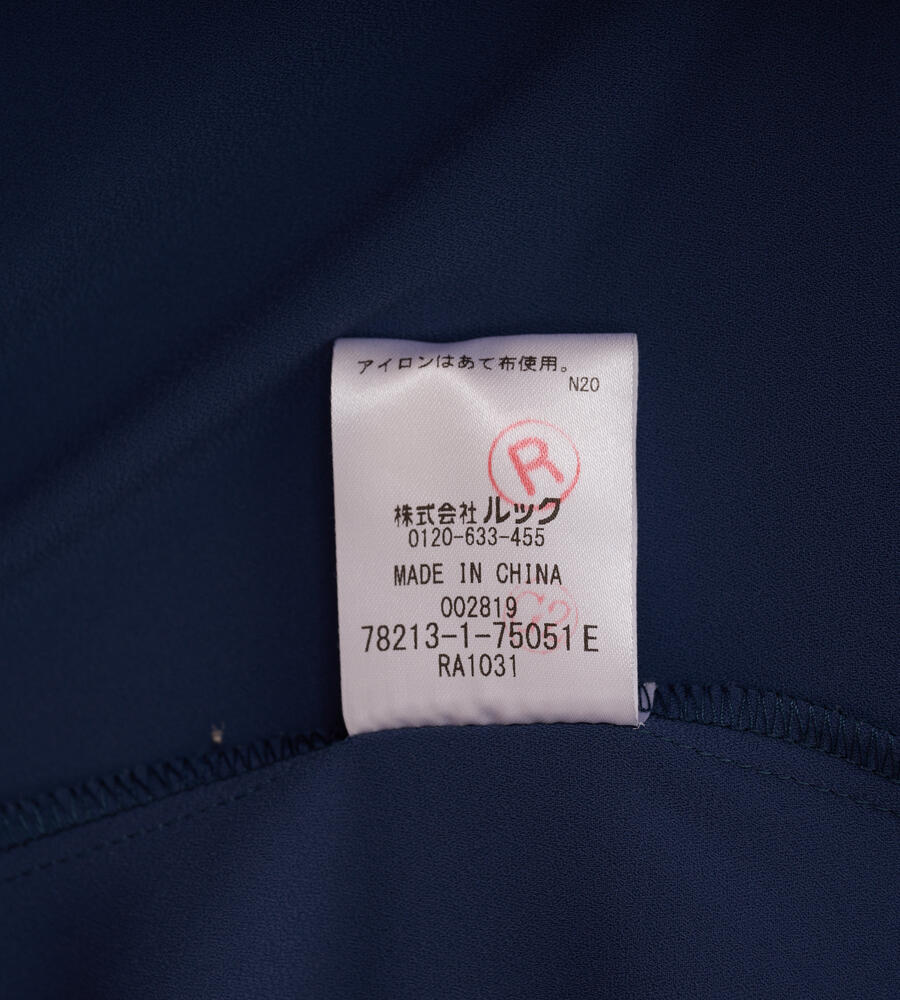 アイロンはあて布使用。
N20
R
株式会社ルック
0120-633-455
MADE IN CHINA
002819
78213-1-75051 E
RA1031